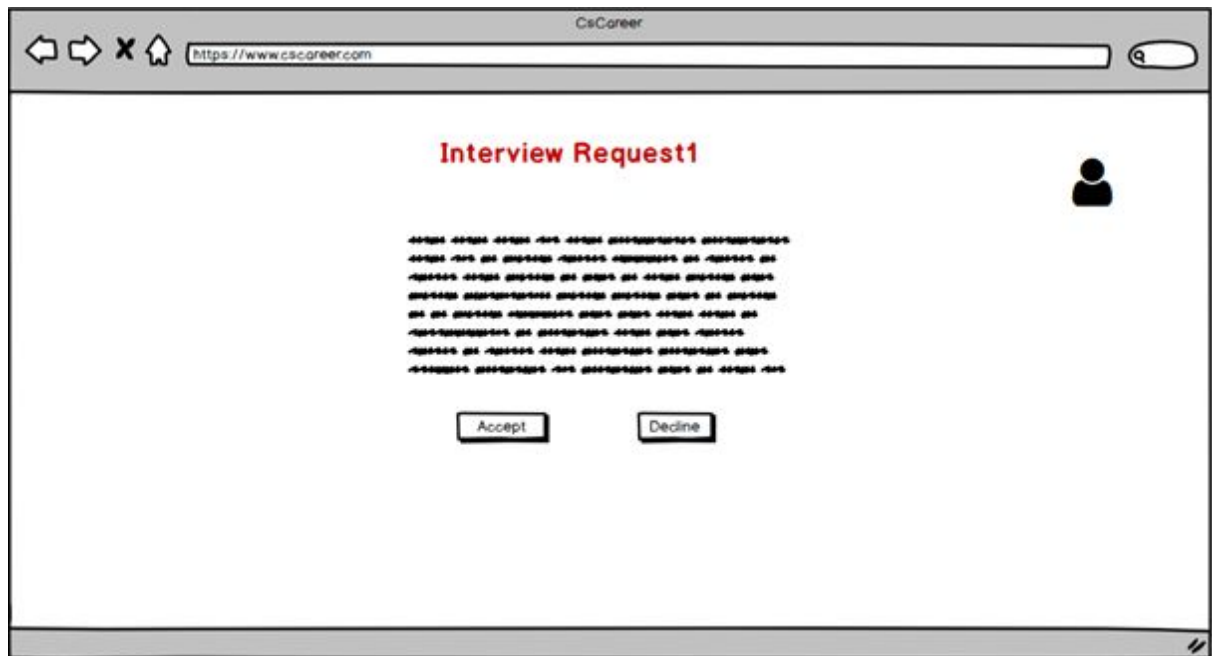 CsCareer
https://www.cscareer.com
Interview Request1
Accept
Decline